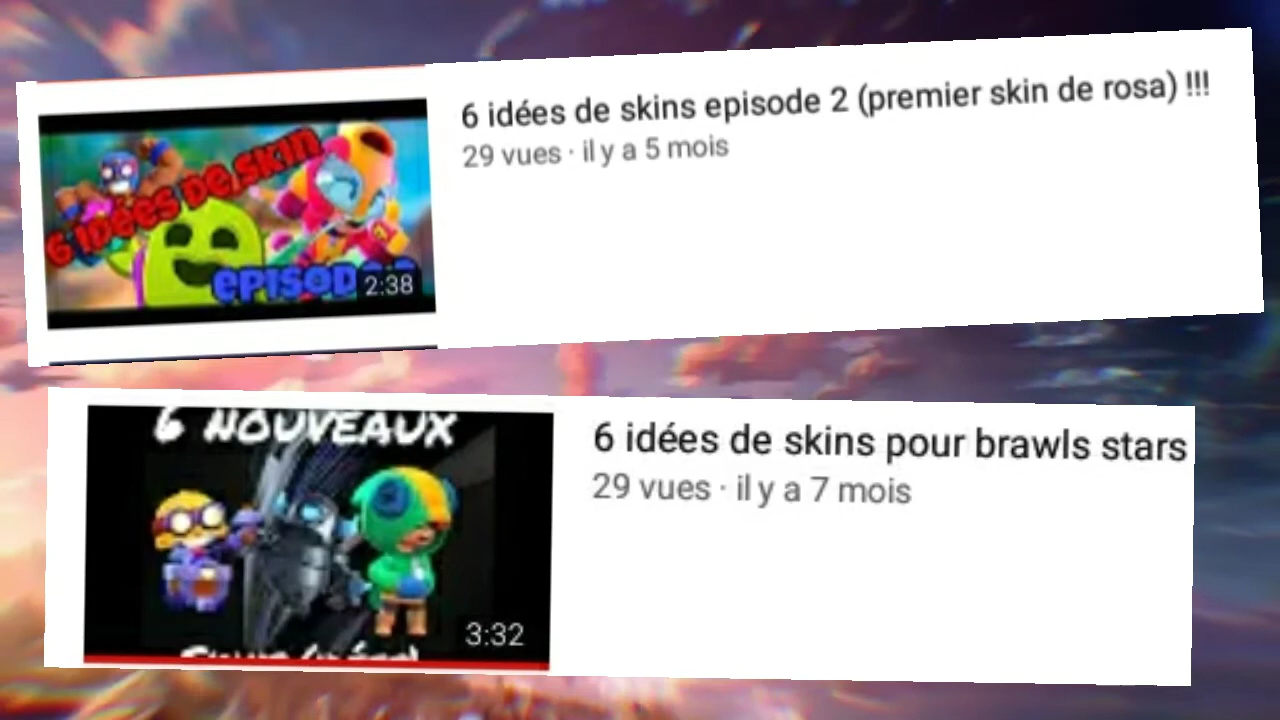 6 idées de skins episode 2 (premier skin de rosa) !!!
29 vues · il y a 5 mois
6 IDÉES DE SKIN
EPISOD
2:38
6 NOUVEAUX
6 idées de skins pour brawls stars
29 vues · il y a 7 mois
3:32